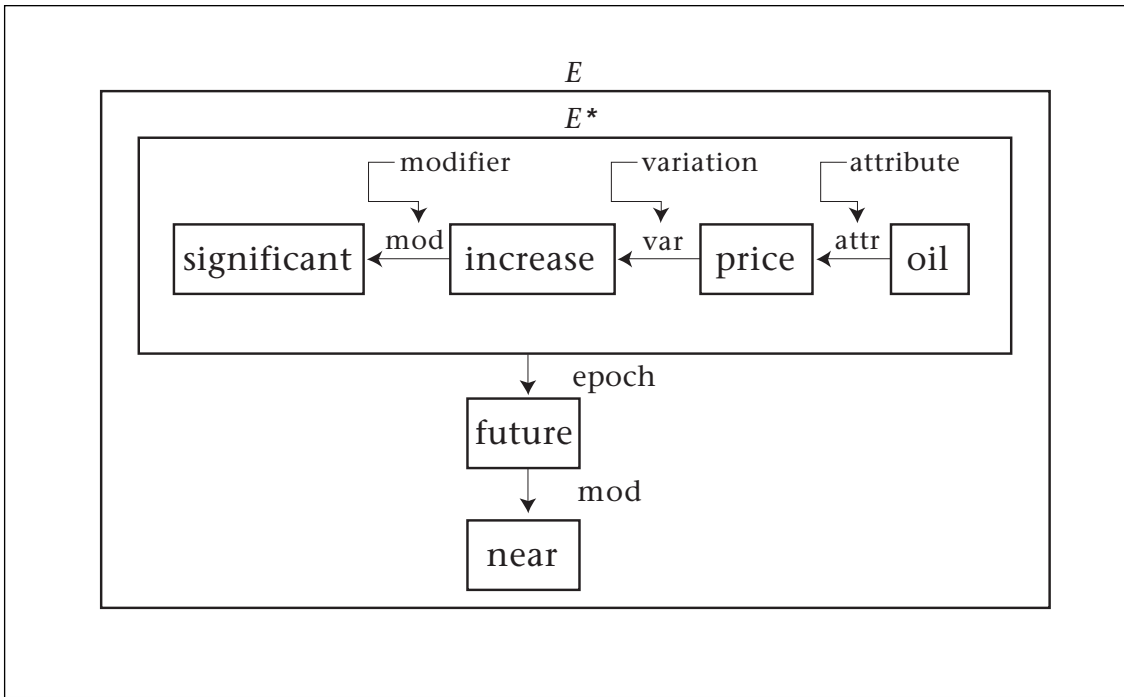 E
E*
modifier variation attribute
significant mod increase var price attr oil
epoch
future
mod
near